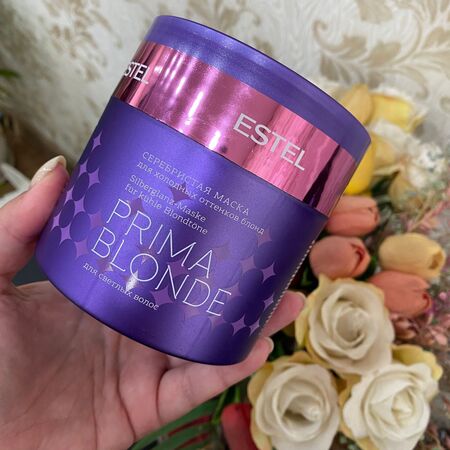 ESTEL
ESTEL
СЕРЕБРИСТАЯ МАСКА
для холодных оттенков блонд
Silberglanz-Maske
für kühle Blondtöne
PRIMA
BLONDE
для светлых волос